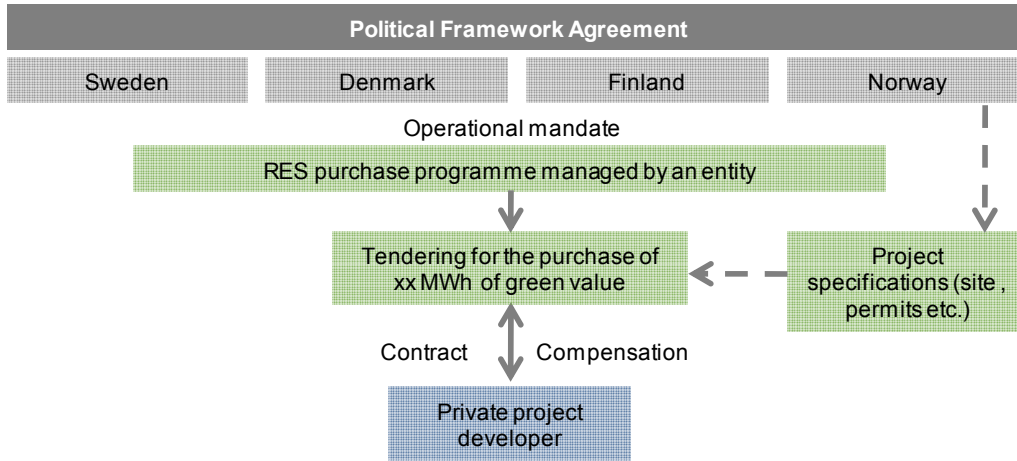 Political Framework Agreement
Sweden
Denmark
Finland
Norway
Operational mandate
RES purchase programme managed by an entity
Tendering for the purchase of
xx MWh of green value
Project
specifications (site ,
permits etc.)
Contract
Compensation
Private project
developer